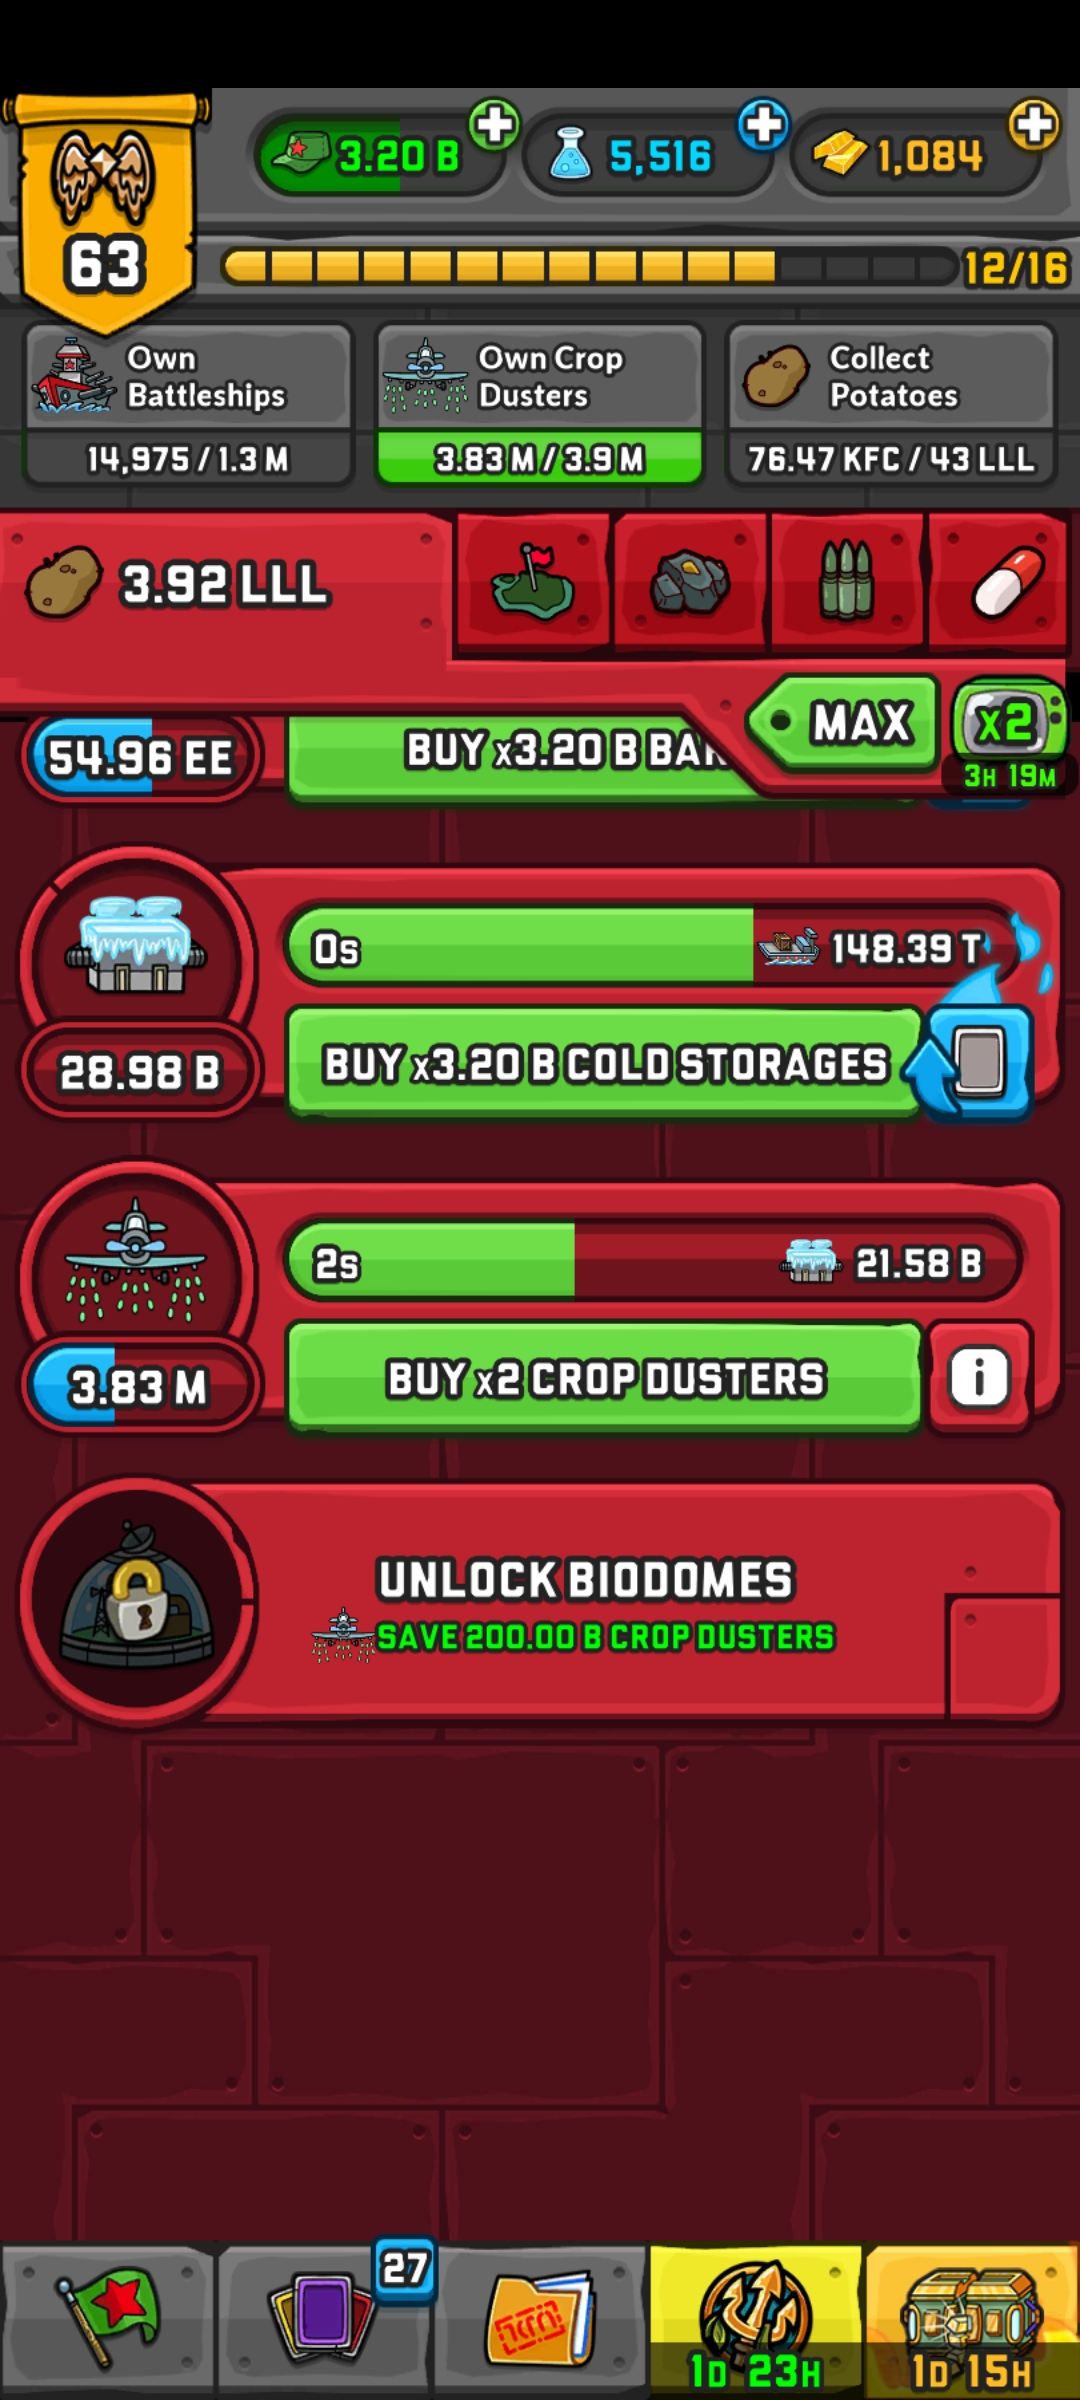 3.20 B
5,516
1,084
63
12/16
Own
Battleships
14,975 / 1.3 M
Own Crop
Dusters
3.83 M / 3.9 M
Collect
Potatoes
76.47 KFC / 43 LLL
3.92 LLL
MAX
x2
3H 19M
54.96 EE
BUY x3.20 B
0s
148.39 T
28.98 B
BUY x3.20 B COLD STORAGES
2s
21.58 B
3.83 M
BUY x2 CROP DUSTERS
i
UNLOCK BIODOMES
SAVE 200.00 B CROP DUSTERS
27
1D 23H
1D 15H